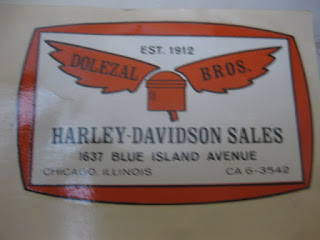 EST. 1912
DOLEZAL BROS.
HARLEY-DAVIDSON SALES
1637 BLUE ISLAND AVENUE
CHICAGO, ILLINOIS CA 6-3542